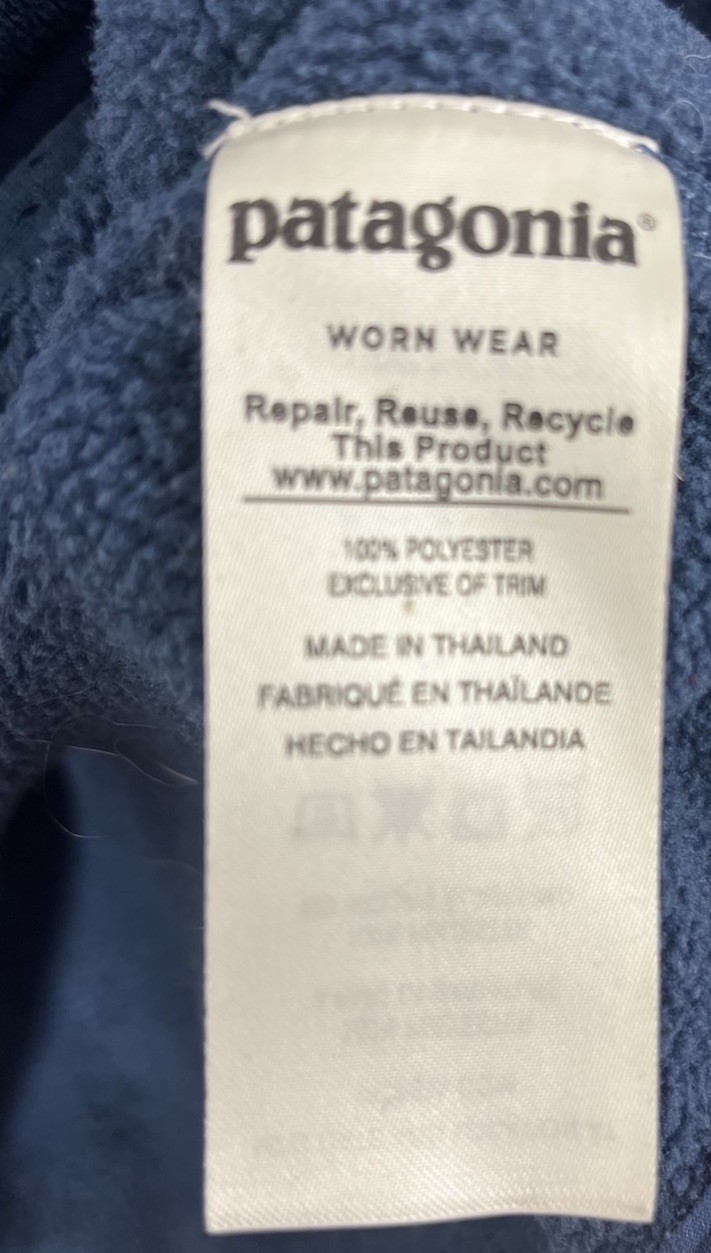 patagonia®
WORN WEAR
Repair, Reuse, Recycle
This Product
www.patagonia.com
100% POLYESTER
EXCLUSIVE OF TRIM
MADE IN THAILAND
FABRIQUÉ EN THAÏLANDE
HECHO EN TAILANDIA